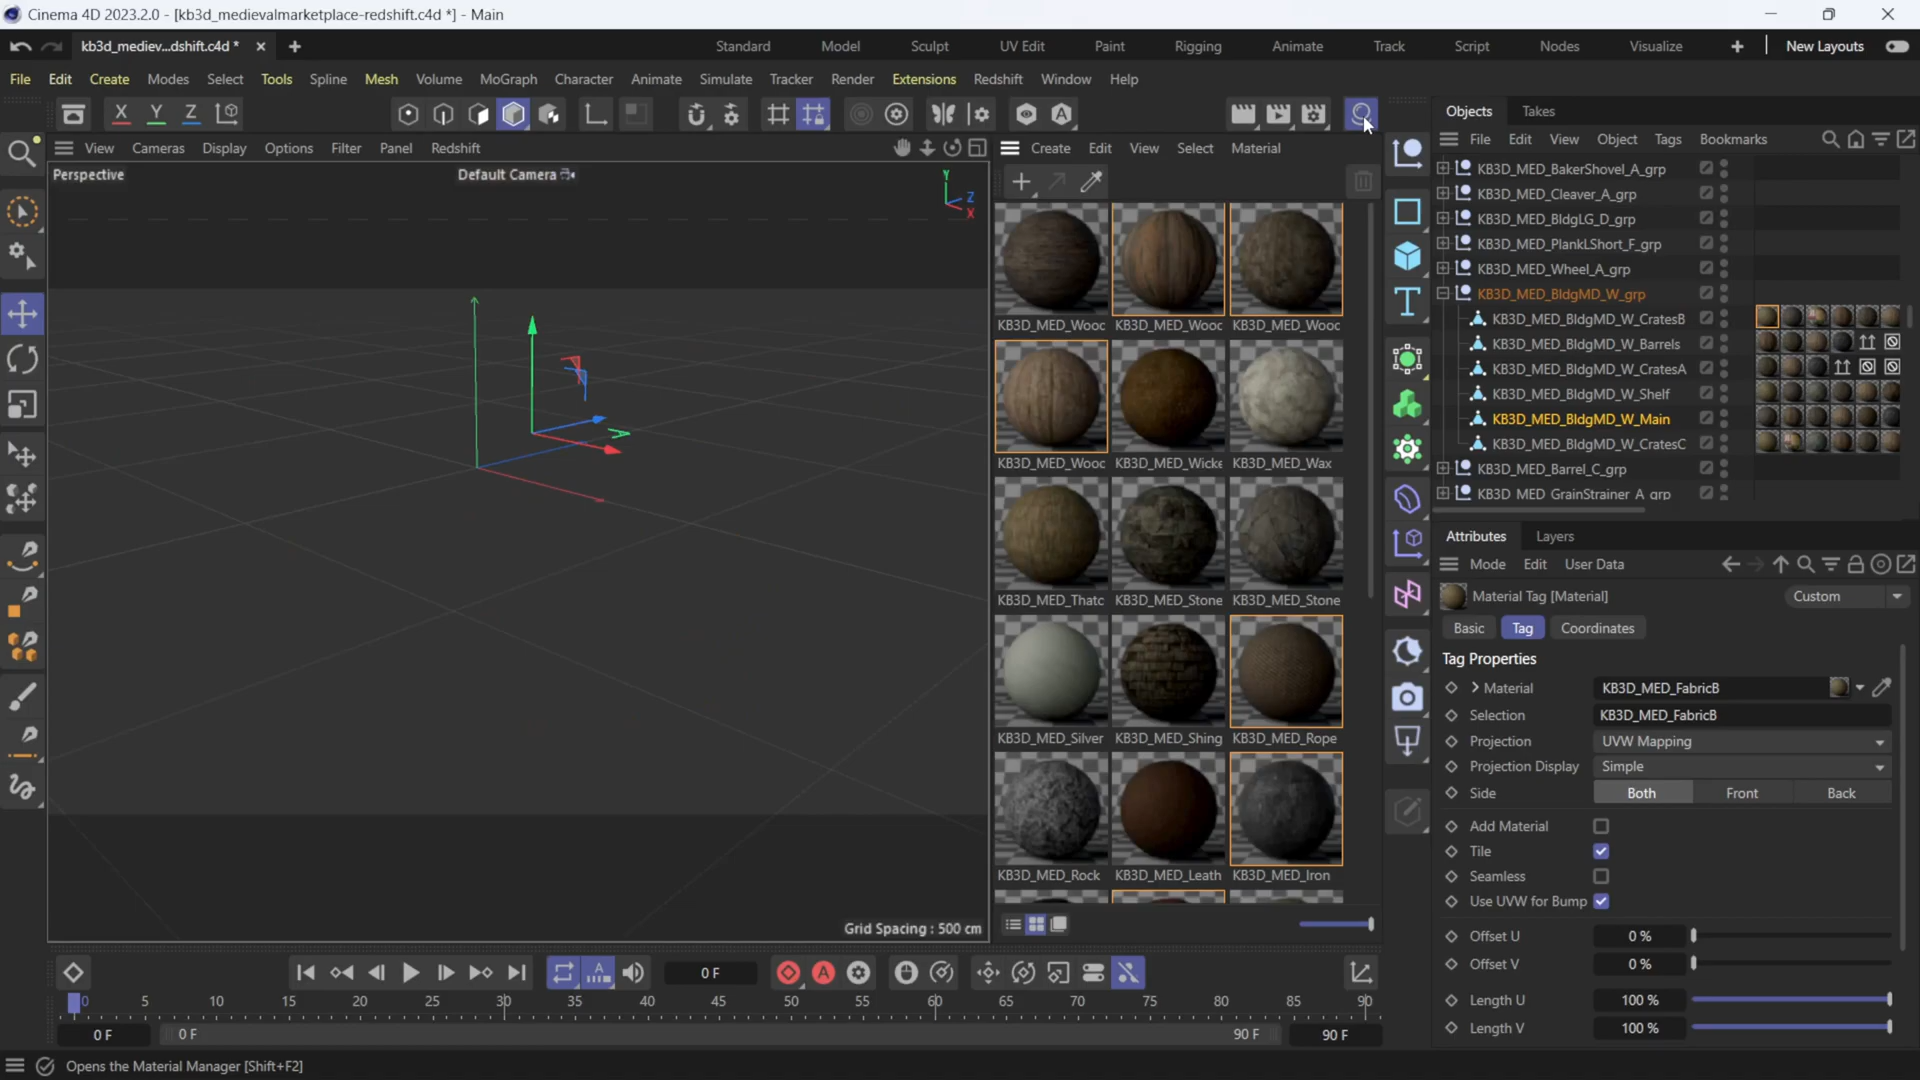 Cinema 4D 2023.2.0 - [kb3d_medievalmarketplace-redshift.c4d *] - Main
kb3d_mediev...dshift.c4d *
Standard Model Sculpt UV Edit Paint Rigging Animate Track Script Nodes Visualize New Layouts
File Edit Create Modes Select Tools Spline Mesh Volume MoGraph Character Animate Simulate Tracker Render Extensions Redshift Window Help
X Y Z
View Cameras Display Options Filter Panel Redshift
Perspective
Default Camera
Y
Z
X
Grid Spacing : 500 cm
Create Edit View Select Material
KB3D_MED_Wooc KB3D_MED_Wooc KB3D_MED_Wooc
KB3D_MED_Wooc KB3D_MED_Wicke KB3D_MED_Wax
KB3D_MED_Thatc KB3D_MED_Stone KB3D_MED_Stone
KB3D_MED_Silver KB3D_MED_Shing KB3D_MED_Rope
KB3D_MED_Rock KB3D_MED_Leath KB3D_MED_Iron
Objects Takes
File Edit View Object Tags Bookmarks
KB3D_MED_BakerShovel_A_grp
KB3D_MED_Cleaver_A_grp
KB3D_MED_BldgLG_D_grp
KB3D_MED_PlankLShort_F_grp
KB3D_MED_Wheel_A_grp
KB3D_MED_BldgMD_W_grp
KB3D_MED_BldgMD_W_CratesB
KB3D_MED_BldgMD_W_Barrels
KB3D_MED_BldgMD_W_CratesA
KB3D_MED_BldgMD_W_Shelf
KB3D_MED_BldgMD_W_Main
KB3D_MED_BldgMD_W_CratesC
KB3D_MED_Barrel_C_grp
KB3D_MED_GrainStrainer_A_grp
Attributes Layers
Mode Edit User Data
Material Tag [Material]
Custom
Basic Tag Coordinates
Tag Properties
Material KB3D_MED_FabricB
Selection KB3D_MED_FabricB
Projection UVW Mapping
Projection Display Simple
Side Both Front Back
Add Material
Tile
Seamless
Use UVW for Bump
Offset U 0 %
Offset V 0 %
Length U 100 %
Length V 100 %
0 F
0 5 10 15 20 25 30 35 40 45 50 55 60 65 70 75 80 85 90
0 F 0 F 90 F 90 F
Opens the Material Manager [Shift+F2]